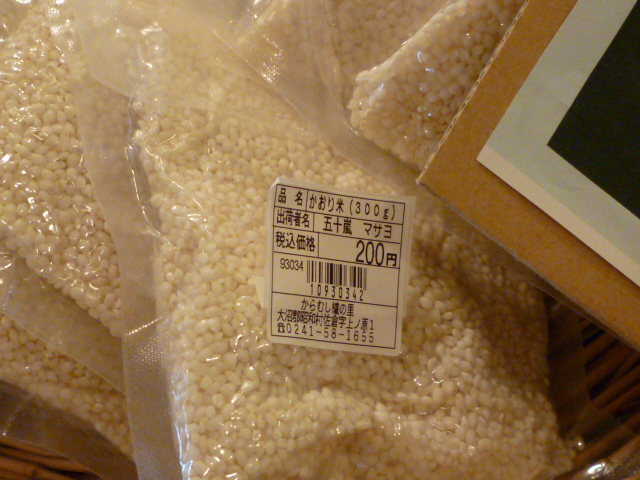 品 名 かおり米(300g)
出荷者名 五十嵐 マサヨ
税込価格 200円
93034
10930342
からむし織の里
大沼郡昭和村佐倉字上ノ原1
☎0241-58-1655